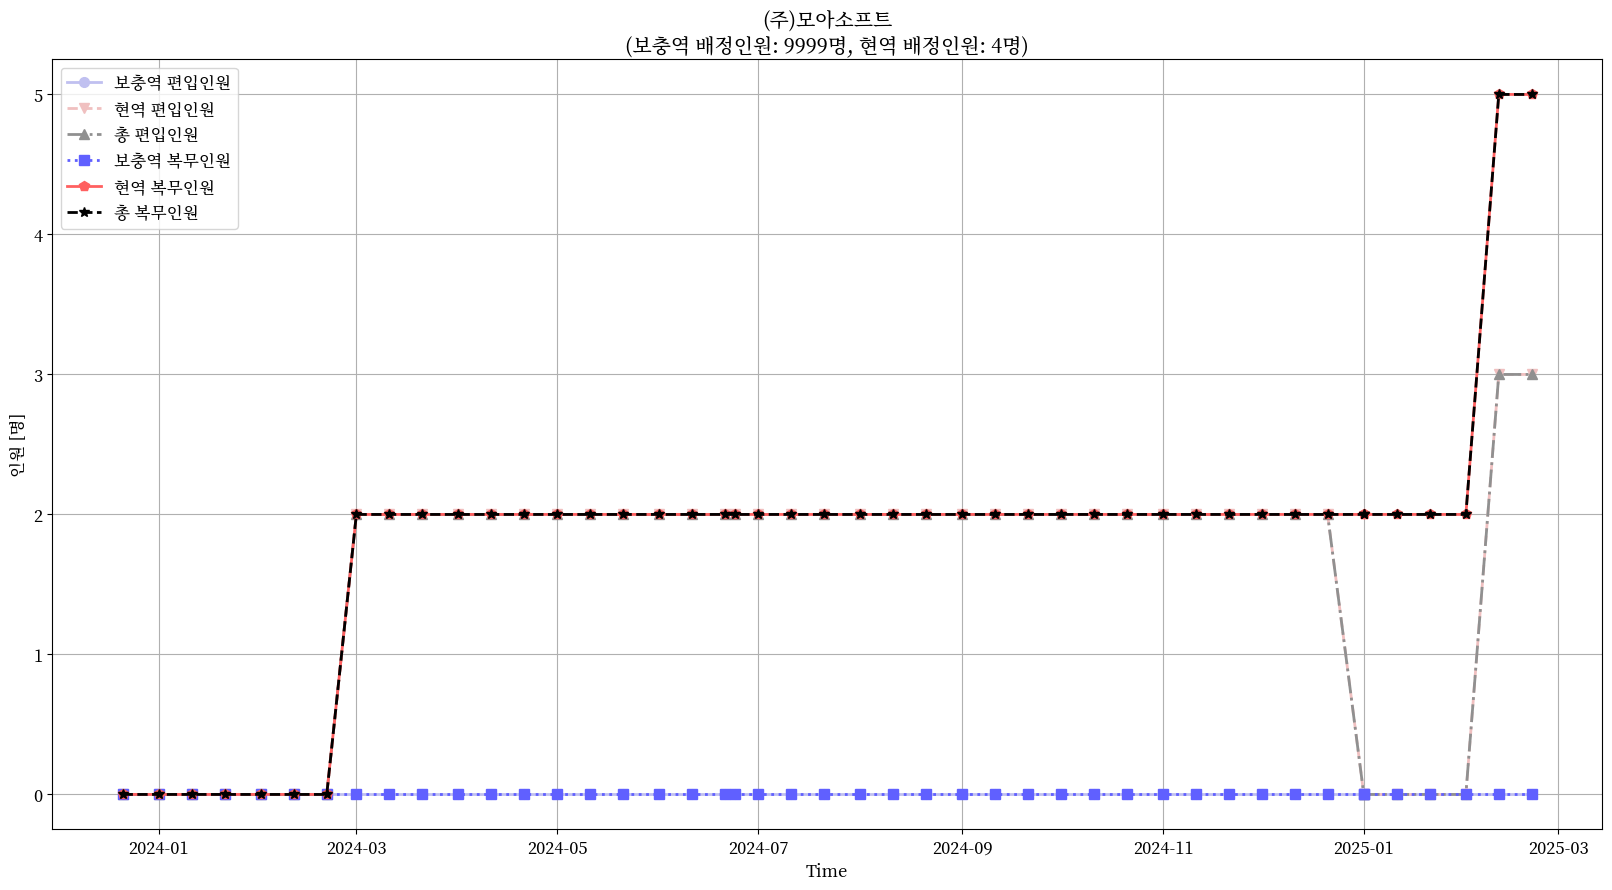 (주)모아소프트
(보충역 배정인원: 9999명, 현역 배정인원: 4명)
보충역 편입인원
현역 편입인원
총 편입인원
보충역 복무인원
현역 복무인원
총 복무인원
5
4
3
2
1
0
인원 [명]
2024-01
2024-03
2024-05
2024-07
2024-09
2024-11
2025-01
2025-03
Time